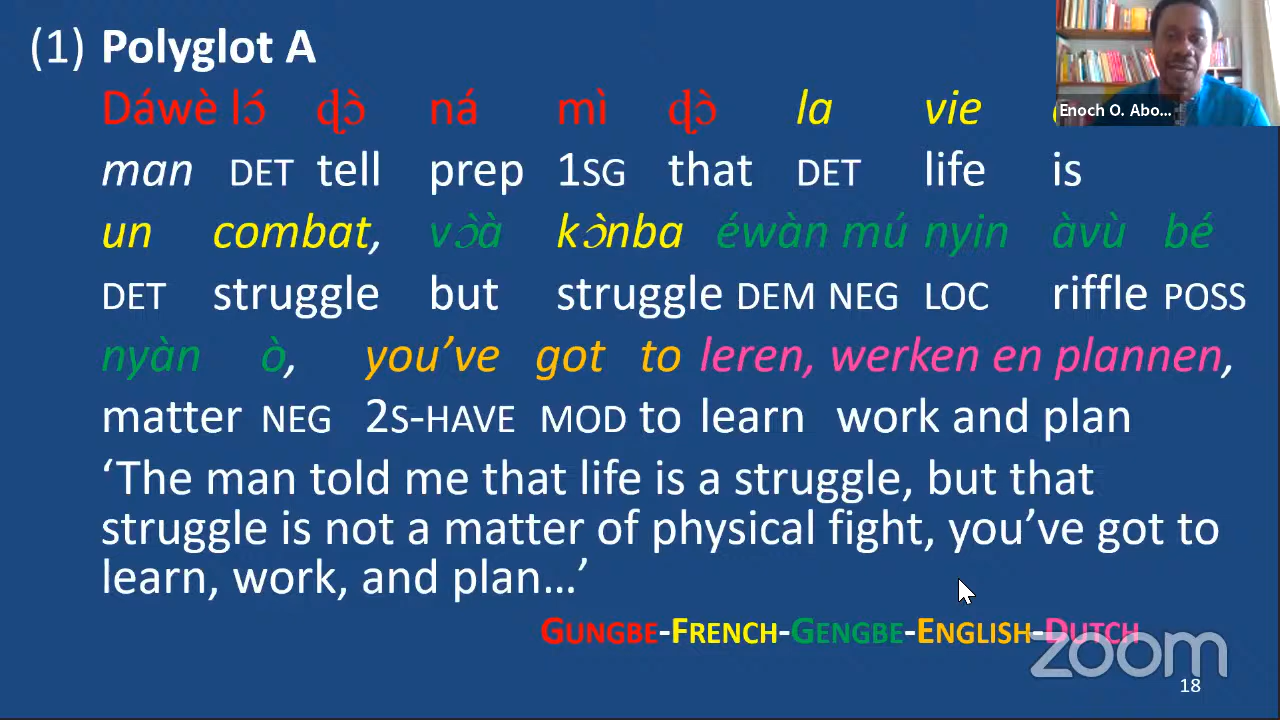 (1) Polyglot A
Dáwè lɔ́ ɖɔ̀ ná mì ɖɔ̀ la vie
man DET tell prep 1SG that DET life is
un combat, vɔ̀à kɔ̀nba éwàn mú nyin àvù bé
DET struggle but struggle DEM NEG LOC riffle POSS
nyàn ò, you’ve got to leren, werken en plannen,
matter NEG 2S-HAVE MOD to learn work and plan
‘The man told me that life is a struggle, but that
struggle is not a matter of physical fight, you’ve got to
learn, work, and plan…’
GUNGBE-FRENCH-GENGBE-ENGLISH-DUTCH
zoom
18
Enoch O. Abo...